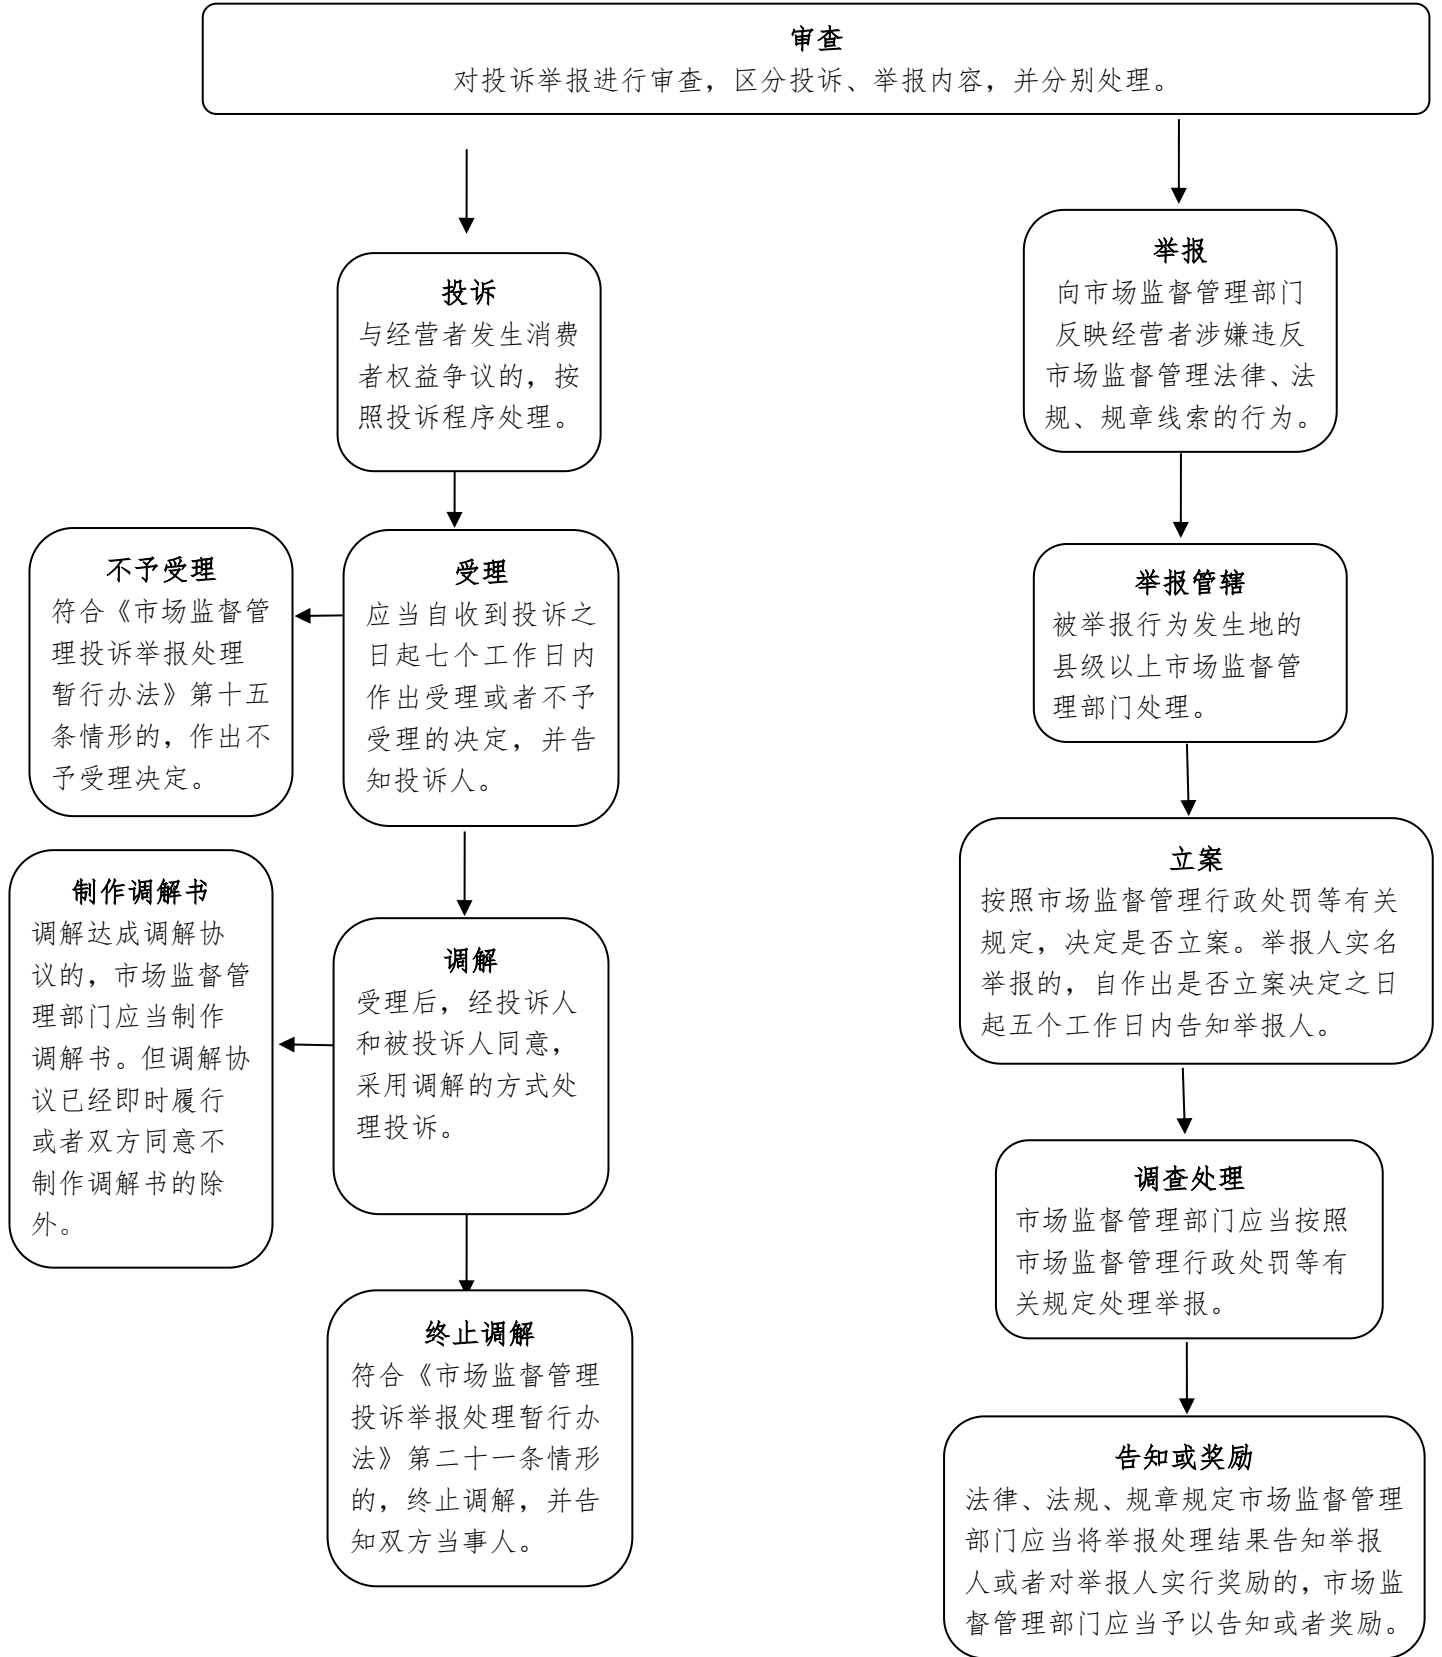 审查
对投诉举报进行审查，区分投诉、举报内容，并分别处理。
投诉
与经营者发生消费
者权益争议的，按
照投诉程序处理。
不予受理
符合《市场监督管
理投诉举报处理
暂行办法》第十五
条情形的，作出不
予受理决定。
受理
应当自收到投诉之
日起七个工作日内
作出受理或者不予
受理的决定，并告
知投诉人。
制作调解书
调解达成调解协
议的，市场监督管
理部门应当制作
调解书。但调解协
议已经即时履行
或者双方同意不
制作调解书的除
外。
调解
受理后，经投诉人
和被投诉人同意，
采用调解的方式处
理投诉。
终止调解
符合《市场监督管理
投诉举报处理暂行办
法》第二十一条情形
的，终止调解，并告
知双方当事人。
举报
向市场监督管理部门
反映经营者涉嫌违反
市场监督管理法律、法
规、规章线索的行为。
举报管辖
被举报行为发生地的
县级以上市场监督管
理部门处理。
立案
按照市场监督管理行政处罚等有关
规定，决定是否立案。举报人实名
举报的，自作出是否立案决定之日
起五个工作日内告知举报人。
调查处理
市场监督管理部门应当按照
市场监督管理行政处罚等有
关规定处理举报。
告知或奖励
法律、法规、规章规定市场监督管理
部门应当将举报处理结果告知举报
人或者对举报人实行奖励的，市场监
督管理部门应当予以告知或者奖励。